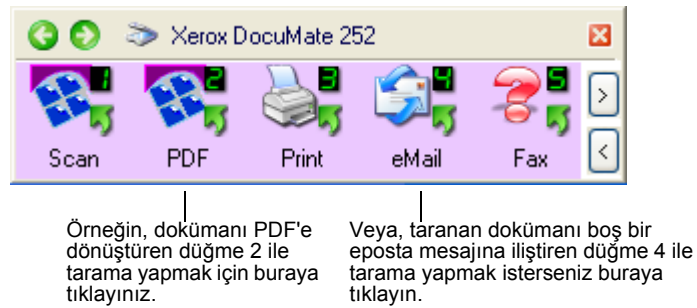 Xerox DocuMate 252
1 2 3 4 5
Scan PDF Print eMail Fax
Örneğin, dokümanı PDF'e
dönüştüren düğme 2 ile
tarama yapmak için buraya
tıklayınız.
Veya, taranan dokümanı boş bir
eposta mesajına iliştiren düğme 4 ile
tarama yapmak isterseniz buraya
tıklayın.